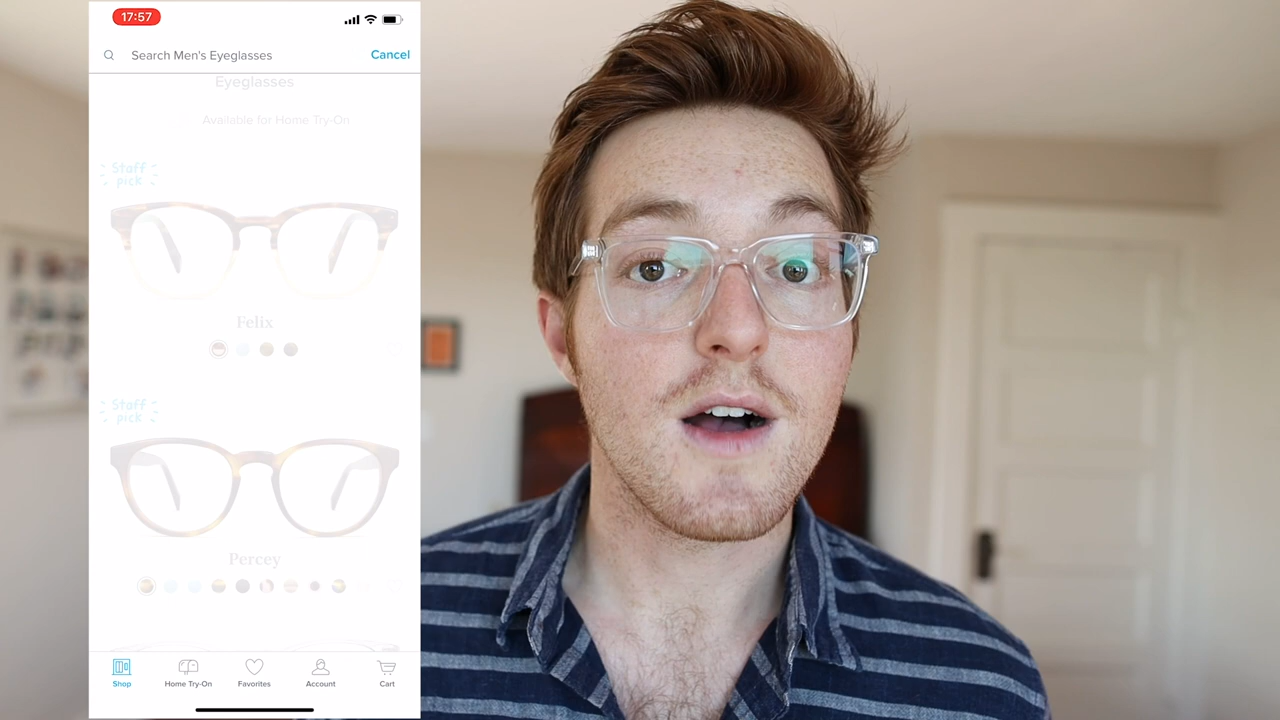 17:57
Search Men's Eyeglasses
Cancel
Eyeglasses
Available for Home Try-On
Staff
pick
Felix
Staff
pick
Percey
Shop
Home Try-On
Favorites
Account
Cart